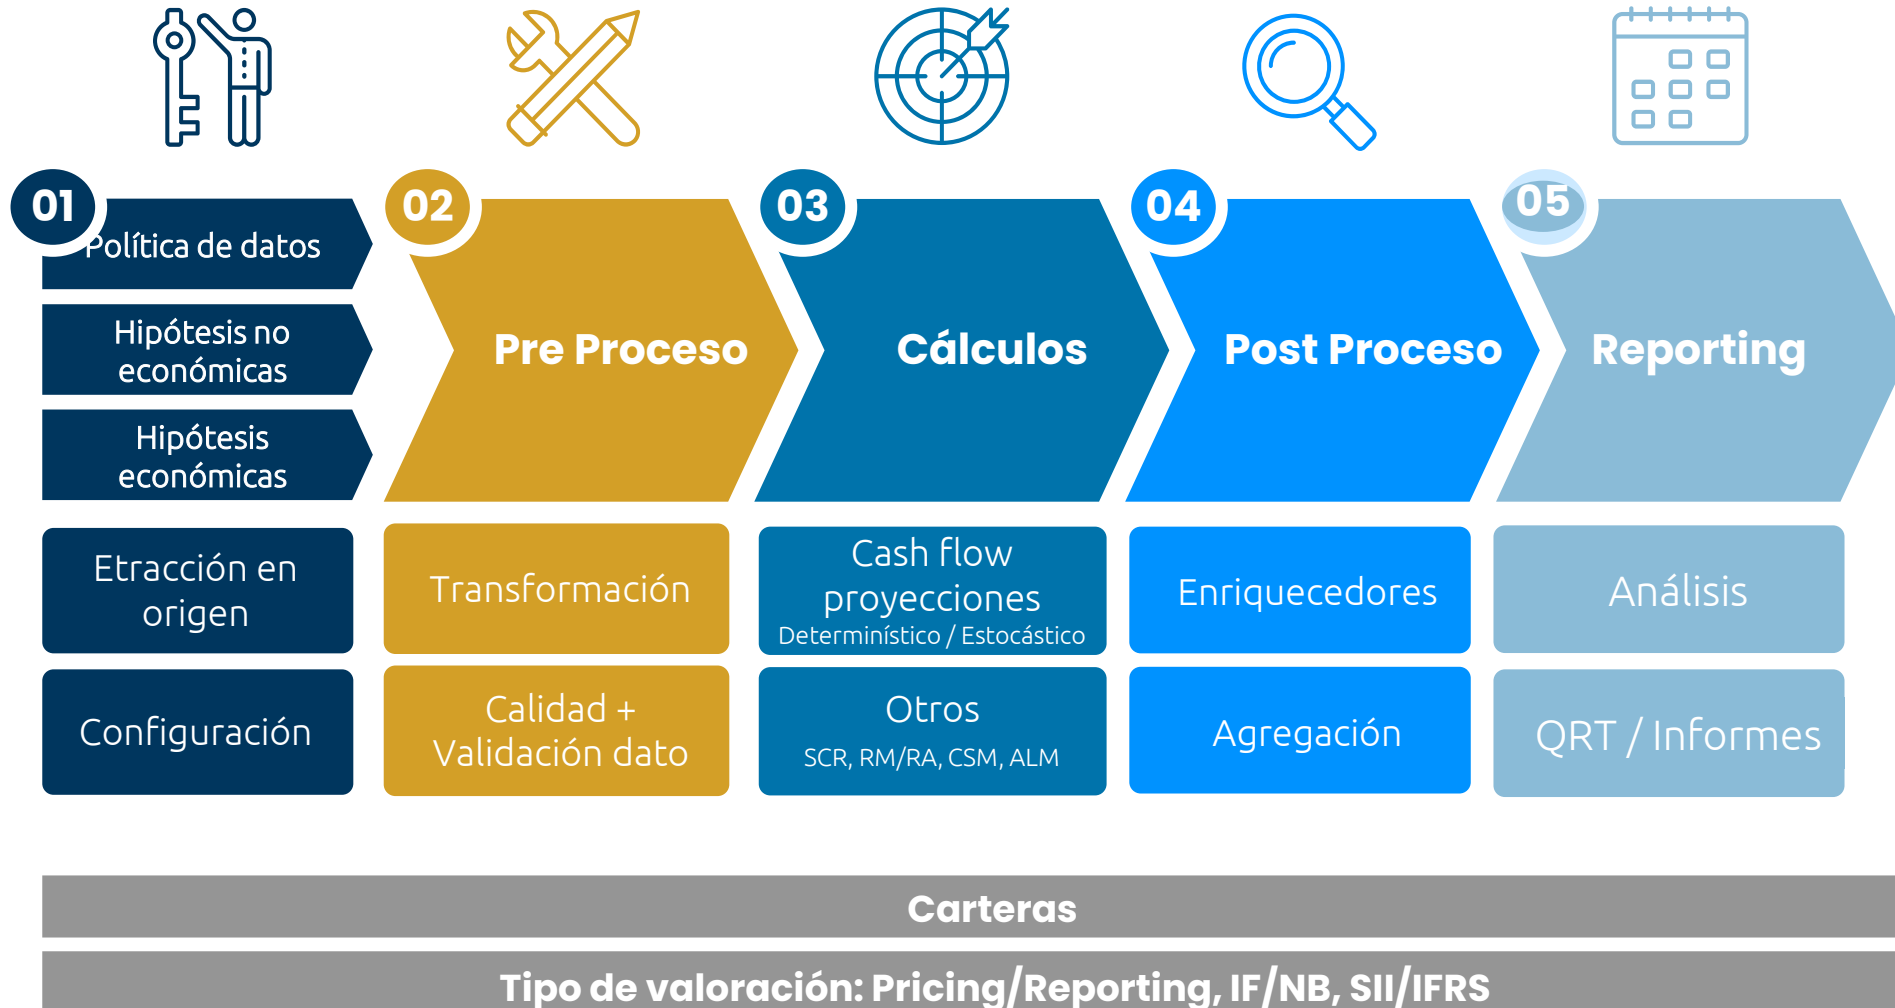 01
Política de datos
Hipótesis no
económicas
Hipótesis
económicas
Etracción en
origen
Configuración
02
Pre Proceso
Transformación
Calidad +
Validación dato
03
Cálculos
Cash flow
proyecciones
Determinístico / Estocástico
Otros
SCR, RM/RA, CSM, ALM
04
Post Proceso
Enriquecedores
Agregación
05
Reporting
Análisis
QRT / Informes
Carteras
Tipo de valoración: Pricing/Reporting, IF/NB, SII/IFRS